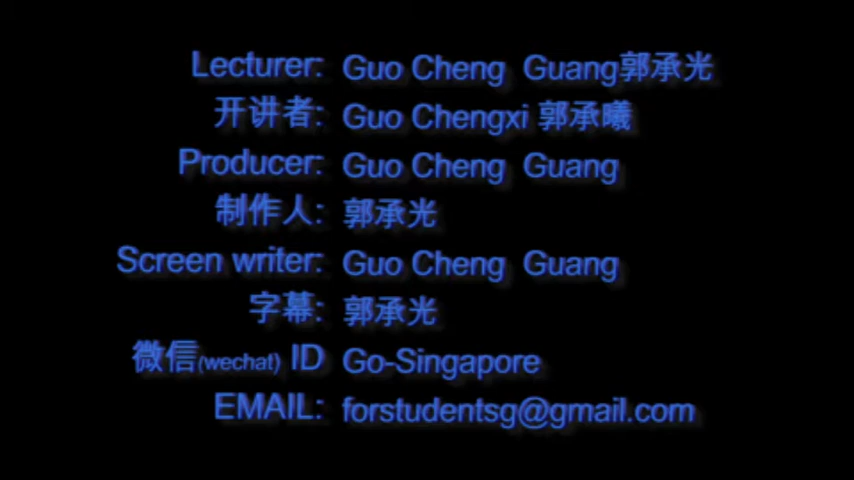 Lecturer: Guo Cheng Guang郭承光
开讲者: Guo Chengxi 郭承曦
Producer: Guo Cheng Guang
制作人: 郭承光
Screen writer: Guo Cheng Guang
字幕: 郭承光
微信(wechat) ID Go-Singapore
EMAIL: forstudentsg@gmail.com